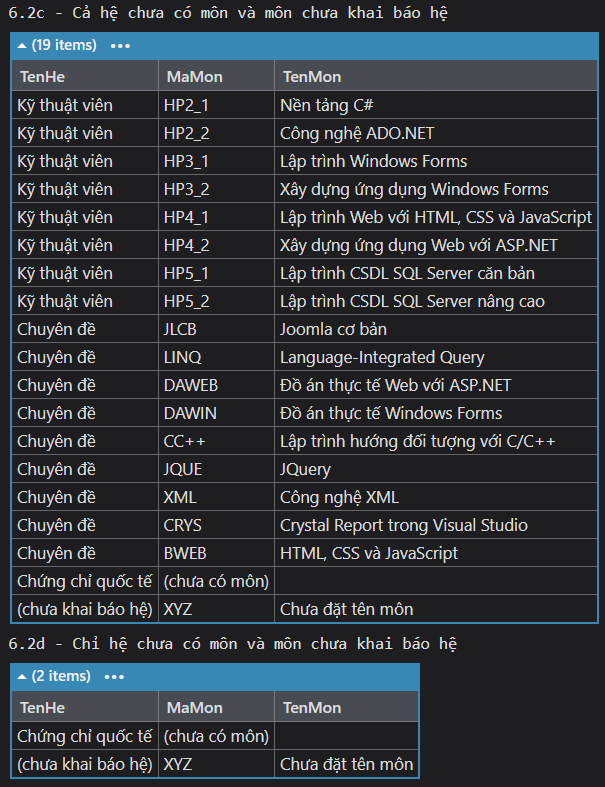 6.2c - Cả hệ chưa có môn và môn chưa khai báo hệ
(19 items) •••
TenHe MaMon TenMon
Kỹ thuật viên HP2_1 Nền tảng C#
Kỹ thuật viên HP2_2 Công nghệ ADO.NET
Kỹ thuật viên HP3_1 Lập trình Windows Forms
Kỹ thuật viên HP3_2 Xây dựng ứng dụng Windows Forms
Kỹ thuật viên HP4_1 Lập trình Web với HTML, CSS và JavaScript
Kỹ thuật viên HP4_2 Xây dựng ứng dụng Web với ASP.NET
Kỹ thuật viên HP5_1 Lập trình CSDL SQL Server căn bản
Kỹ thuật viên HP5_2 Lập trình CSDL SQL Server nâng cao
Chuyên đề JLCB Joomla cơ bản
Chuyên đề LINQ Language-Integrated Query
Chuyên đề DAWEB Đồ án thực tế Web với ASP.NET
Chuyên đề DAWIN Đồ án thực tế Windows Forms
Chuyên đề CC++ Lập trình hướng đối tượng với C/C++
Chuyên đề JQUE JQuery
Chuyên đề XML Công nghệ XML
Chuyên đề CRYS Crystal Report trong Visual Studio
Chuyên đề BWEB HTML, CSS và JavaScript
Chứng chỉ quốc tế (chưa có môn)
(chưa khai báo hệ) XYZ Chưa đặt tên môn
6.2d - Chỉ hệ chưa có môn và môn chưa khai báo hệ
(2 items) •••
TenHe MaMon TenMon
Chứng chỉ quốc tế (chưa có môn)
(chưa khai báo hệ) XYZ Chưa đặt tên môn